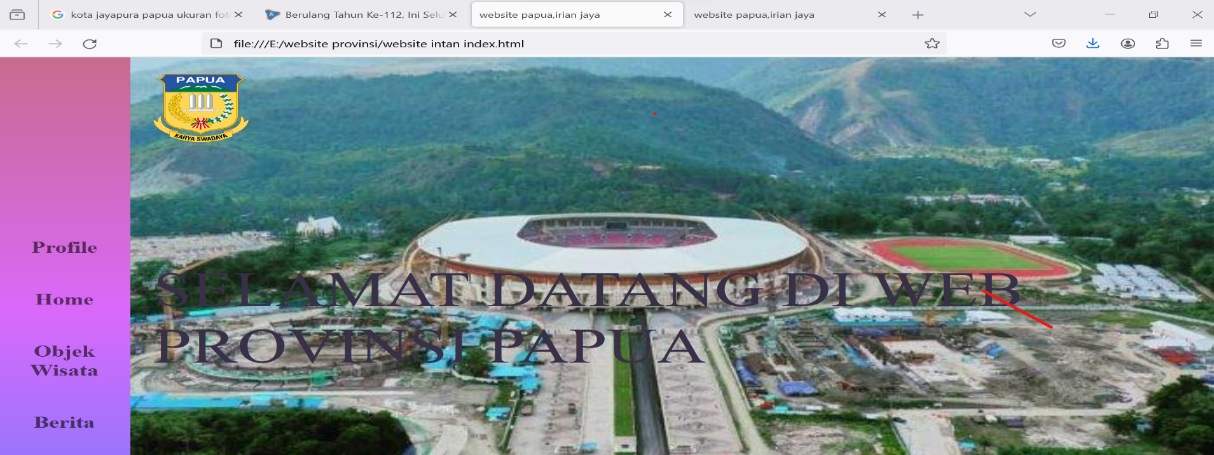 kota jayapura papua ukuran fot
Berulang Tahun Ke-112, Ini Selu
website papua,irian jaya
website papua,irian jaya
file:///E:/website provinsi/website intan index.html
PAPUA
KARYA SWADAYA
Profile
Home
Objek
Wisata
Berita
SELAMAT DATANG DI WEB
PROVINSI PAPUA